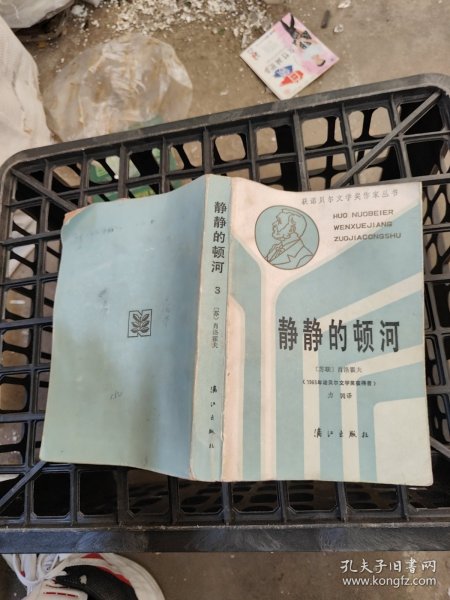 获诺贝尔文学奖作家丛书
HUO NUOBEIER
WENXUEJIANG
ZUOJIACONGSHU
静静的顿河
〔苏联〕肖洛霍夫
（1965年诺贝尔文学奖获得者）
力冈译
漓江出版社
静静的顿河
3
〔苏〕肖洛霍夫
漓江出版社
孔夫子旧书网
www.kongfz.com